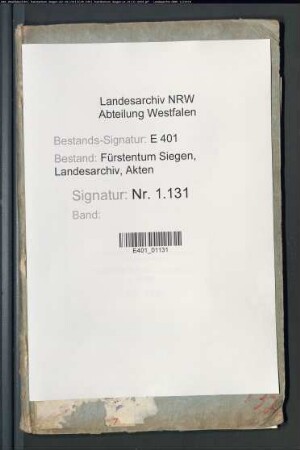 Landesarchiv NRW
Abteilung Westfalen
Bestands-Signatur: E 401
Bestand: Fürstentum Siegen,
Landesarchiv, Akten
Signatur: Nr. 1.131
Band:
E401_01131